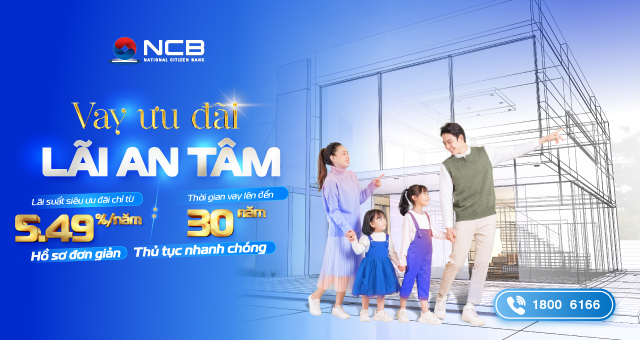 NCB
NATIONAL CITIZEN BANK
Vay ưu đãi
LÃI AN TÂM
Lãi suất siêu ưu đãi chỉ từ
5.49%/năm
Thời gian vay lên đến
30 năm
Hồ sơ đơn giản
Thủ tục nhanh chóng
1800 6166